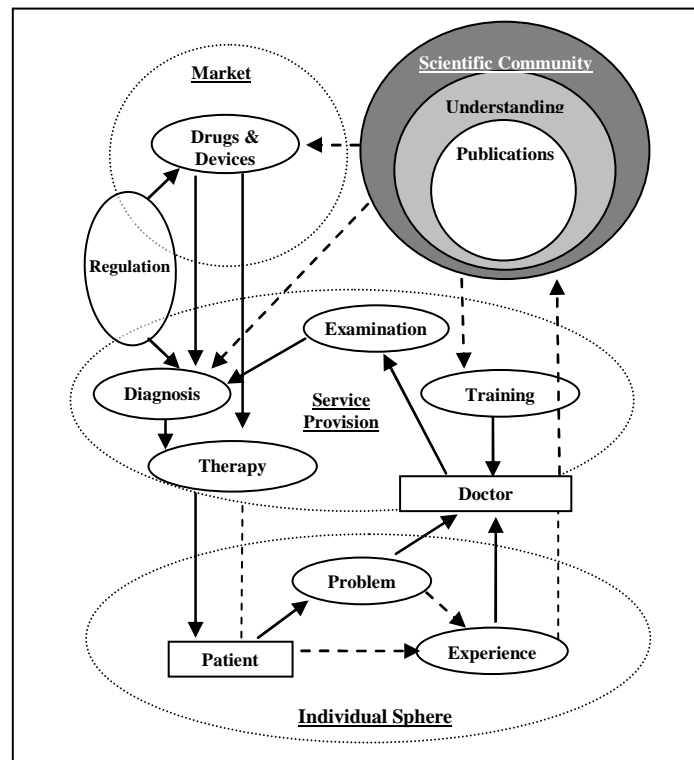 Market
Scientific Community
Understanding
Drugs &
Devices
Publications
Regulation
Examination
Diagnosis
Training
Service
Provision
Therapy
Doctor
Problem
Patient
Experience
Individual Sphere